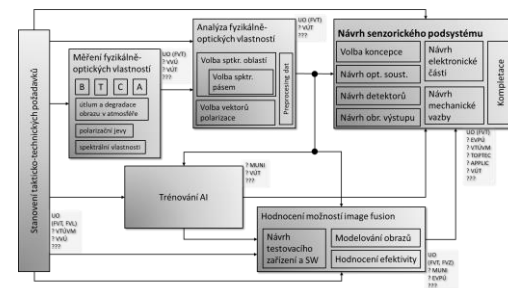 Stanovení takticko-technických požadavků
Měření fyzikálně-
optických vlastností
B T C A
útlum a degradace
obrazu v atmosféře
polarizační jevy
spektrální vlastnosti
UO (FVT)
? VVÚ
? VÚT
???
Analýza fyzikálně-
optických vlastností
Volba sptkr. oblastí
Volba spktr.
pásem
Volba vektorů
polarizace
Preprocesing dat
UO (FVT)
? VÚT
???
Návrh senzorického podsystému
Volba koncepce
Návrh opt. soust.
Návrh detektorů
Návrh obr. výstupu
Návrh
elektronické
části
Návrh
mechanické
vazby
Kompletace
UO (FVT)
? EVPÚ
? VTÚVM
? TOPTEC
? APPLIC
? VÚT
???
Trénování AI
? MUNI
? VÚT
???
UO
(FVT, FVL)
? VTÚVM
? VVÚ
???
Hodnocení možností image fusion
Návrh
testovacího
zařízení a SW
Modelování obrazů
Hodnocení efektivity
UO
(FVT, FVZ)
? MUNI
? EVPÚ
???